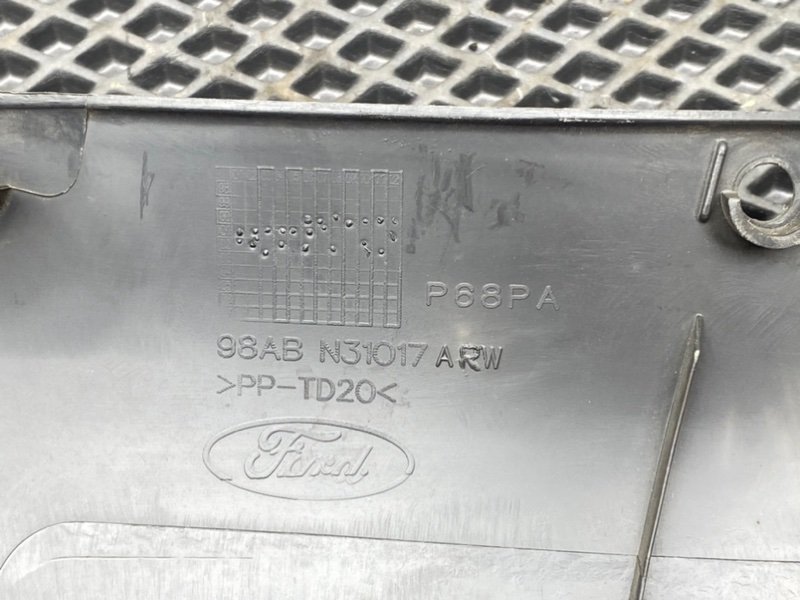 P68PA
98AB N31017 ARW
>PP-TD20<
Ford